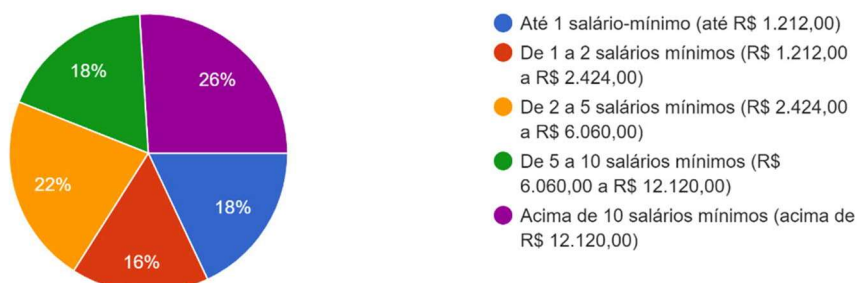 18%
26%
22%
18%
16%
Até 1 salário-mínimo (até R$ 1.212,00)
De 1 a 2 salários mínimos (R$ 1.212,00
a R$ 2.424,00)
De 2 a 5 salários mínimos (R$ 2.424,00
a R$ 6.060,00)
De 5 a 10 salários mínimos (R$
6.060,00 a R$ 12.120,00)
Acima de 10 salários mínimos (acima de
R$ 12.120,00)